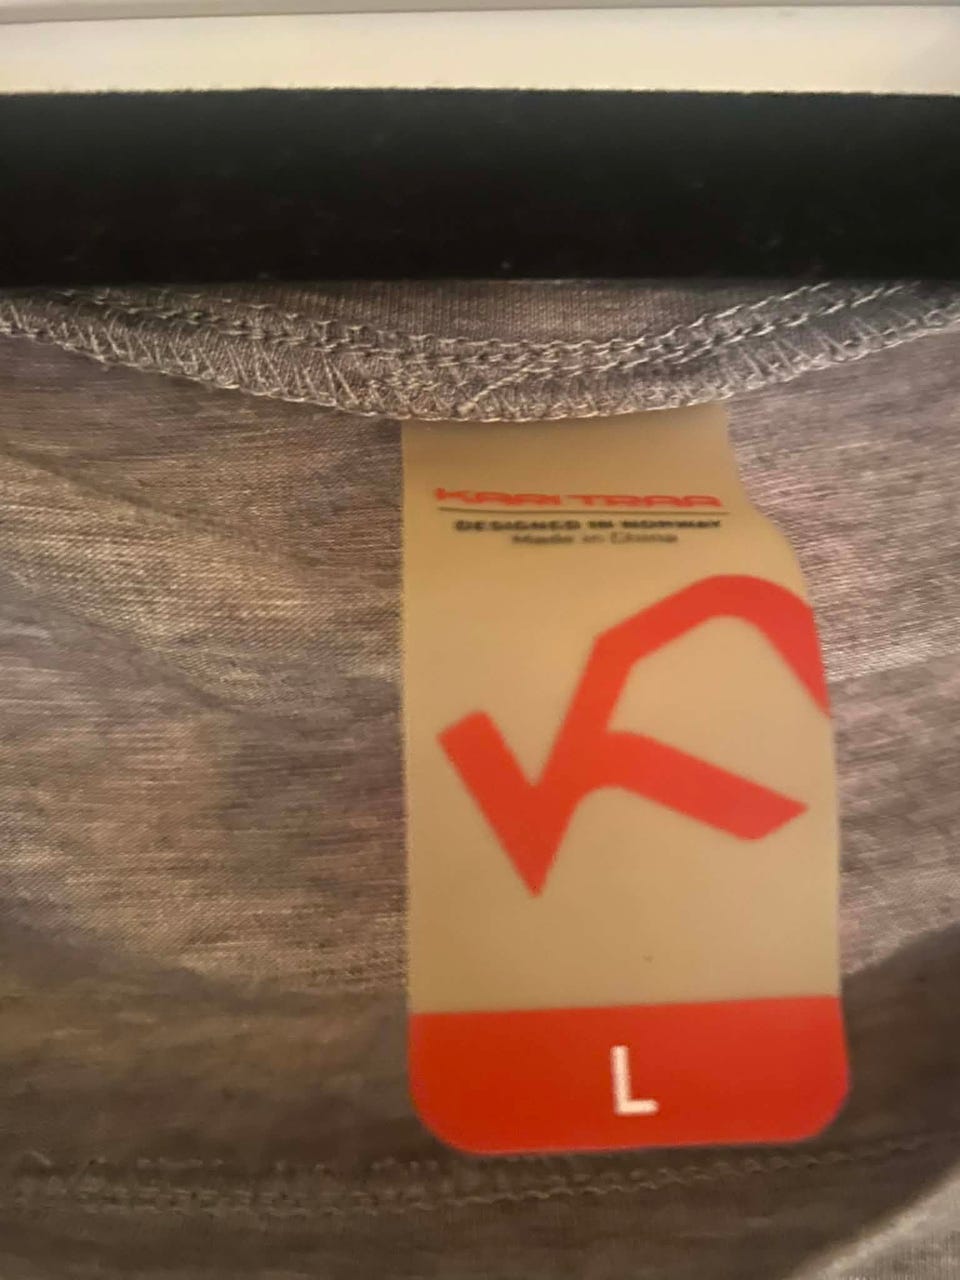 KARI TRAA
DESIGNED IN NORWAY
Made in China
L